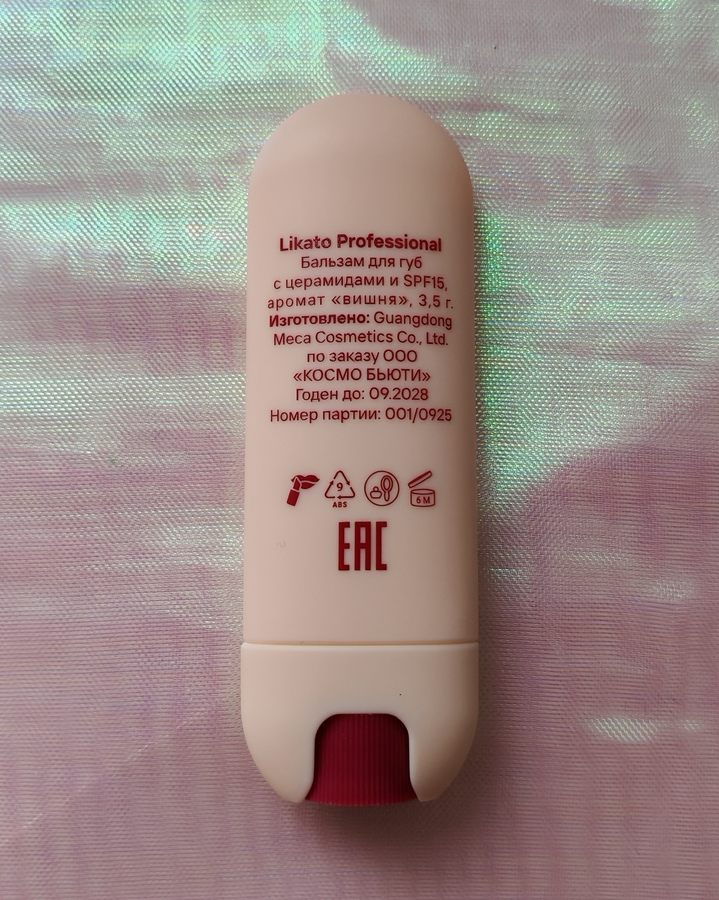 Likato Professional
Бальзам для губ
с церамидами и SPF15,
аромат «вишня», 3,5 г.
Изготовлено: Guangdong
Meca Cosmetics Co., Ltd.
по заказу ООО
«КОСМО БЬЮТИ»
Годен до: 09.2028
Номер партии: 001/0925
9
ABS
6M
EAC